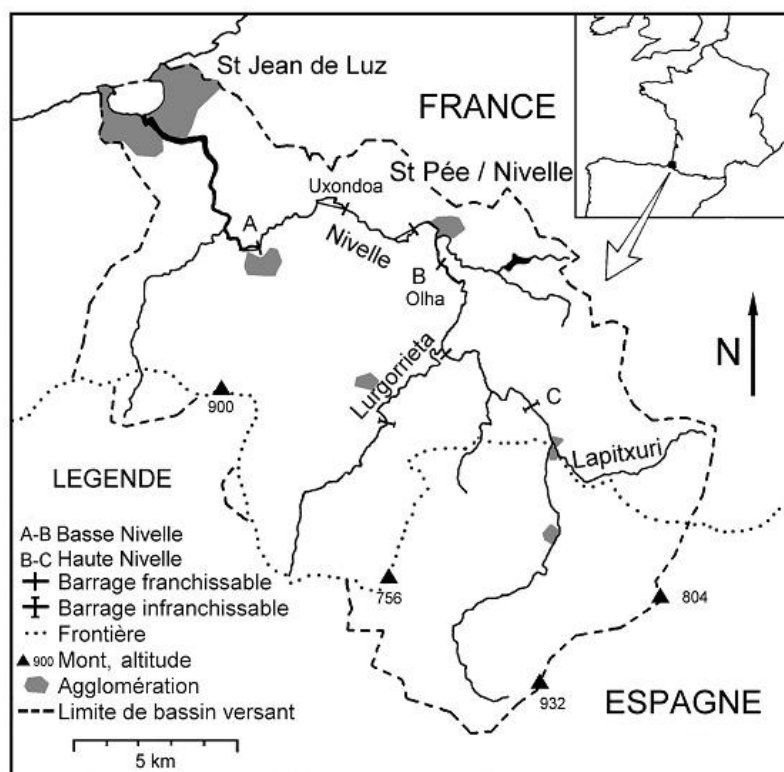 St Jean de Luz
FRANCE
Uxondoa
St Pée / Nivelle
A
Nivelle
B
Olha
N
Lurgorrieta
C
900
Lapitxuri
LEGENDE
A-B Basse Nivelle
B-C Haute Nivelle
Barrage franchissable
Barrage infranchissable
Frontière
900 Mont, altitude
Agglomération
Limite de bassin versant
5 km
756
804
932
ESPAGNE